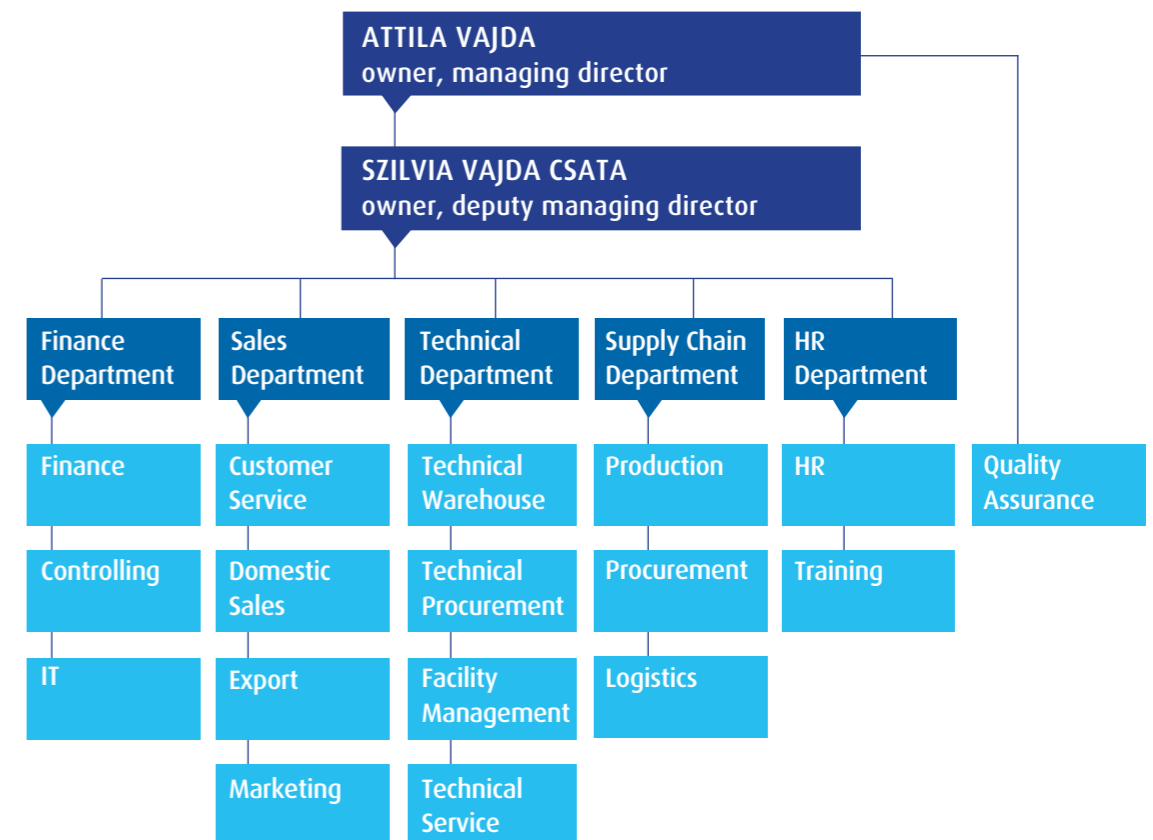 ATTILA VAJDA
owner, managing director
SZILVIA VAJDA CSATA
owner, deputy managing director
Finance
Department
Sales
Department
Technical
Department
Supply Chain
Department
HR
Department
Finance
Customer
Service
Technical
Warehouse
Production
HR
Quality
Assurance
Controlling
Domestic
Sales
Technical
Procurement
Procurement
Training
IT
Export
Facility
Management
Logistics
Marketing
Technical
Service